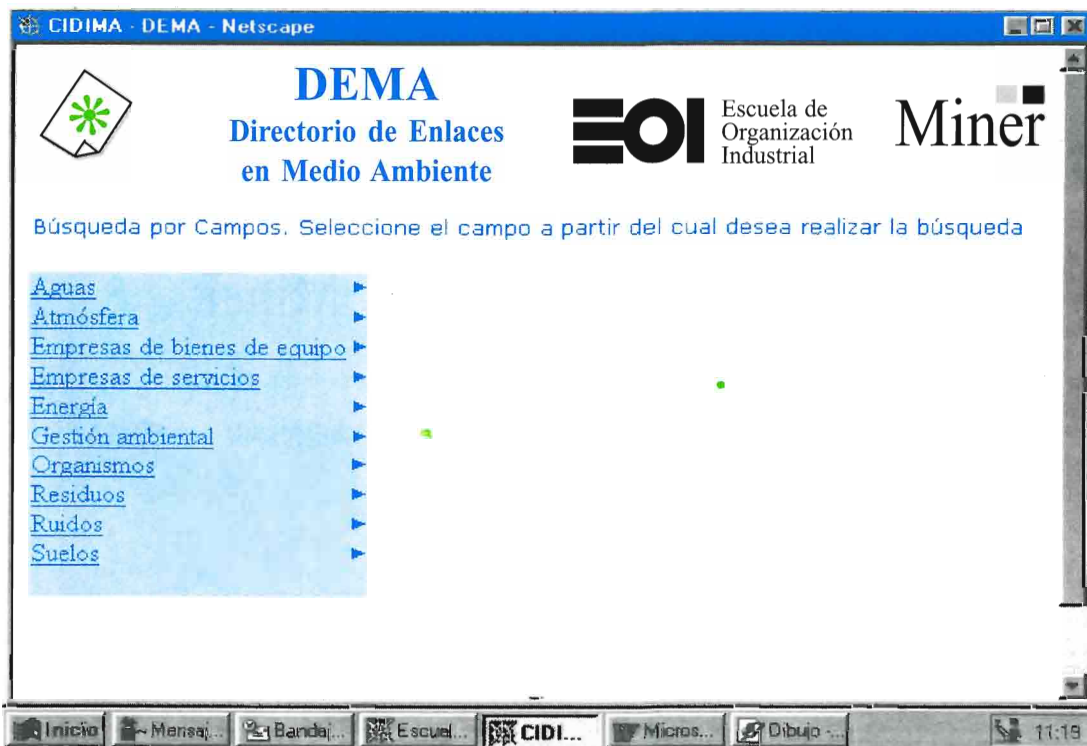 CIDIMA - DEMA - Netscape
DEMA
Directorio de Enlaces
en Medio Ambiente
EOI
Escuela de
Organización
Industrial
Miner
Búsqueda por Campos. Seleccione el campo a partir del cual desea realizar la búsqueda
Aguas
Atmósfera
Empresas de bienes de equipo
Empresas de servicios
Energía
Gestión ambiental
Organismos
Residuos
Ruidos
Suelos
Inicio Mensaj... Bandej... Escuel... CIDI... Micros... Dibujo -... 11:19